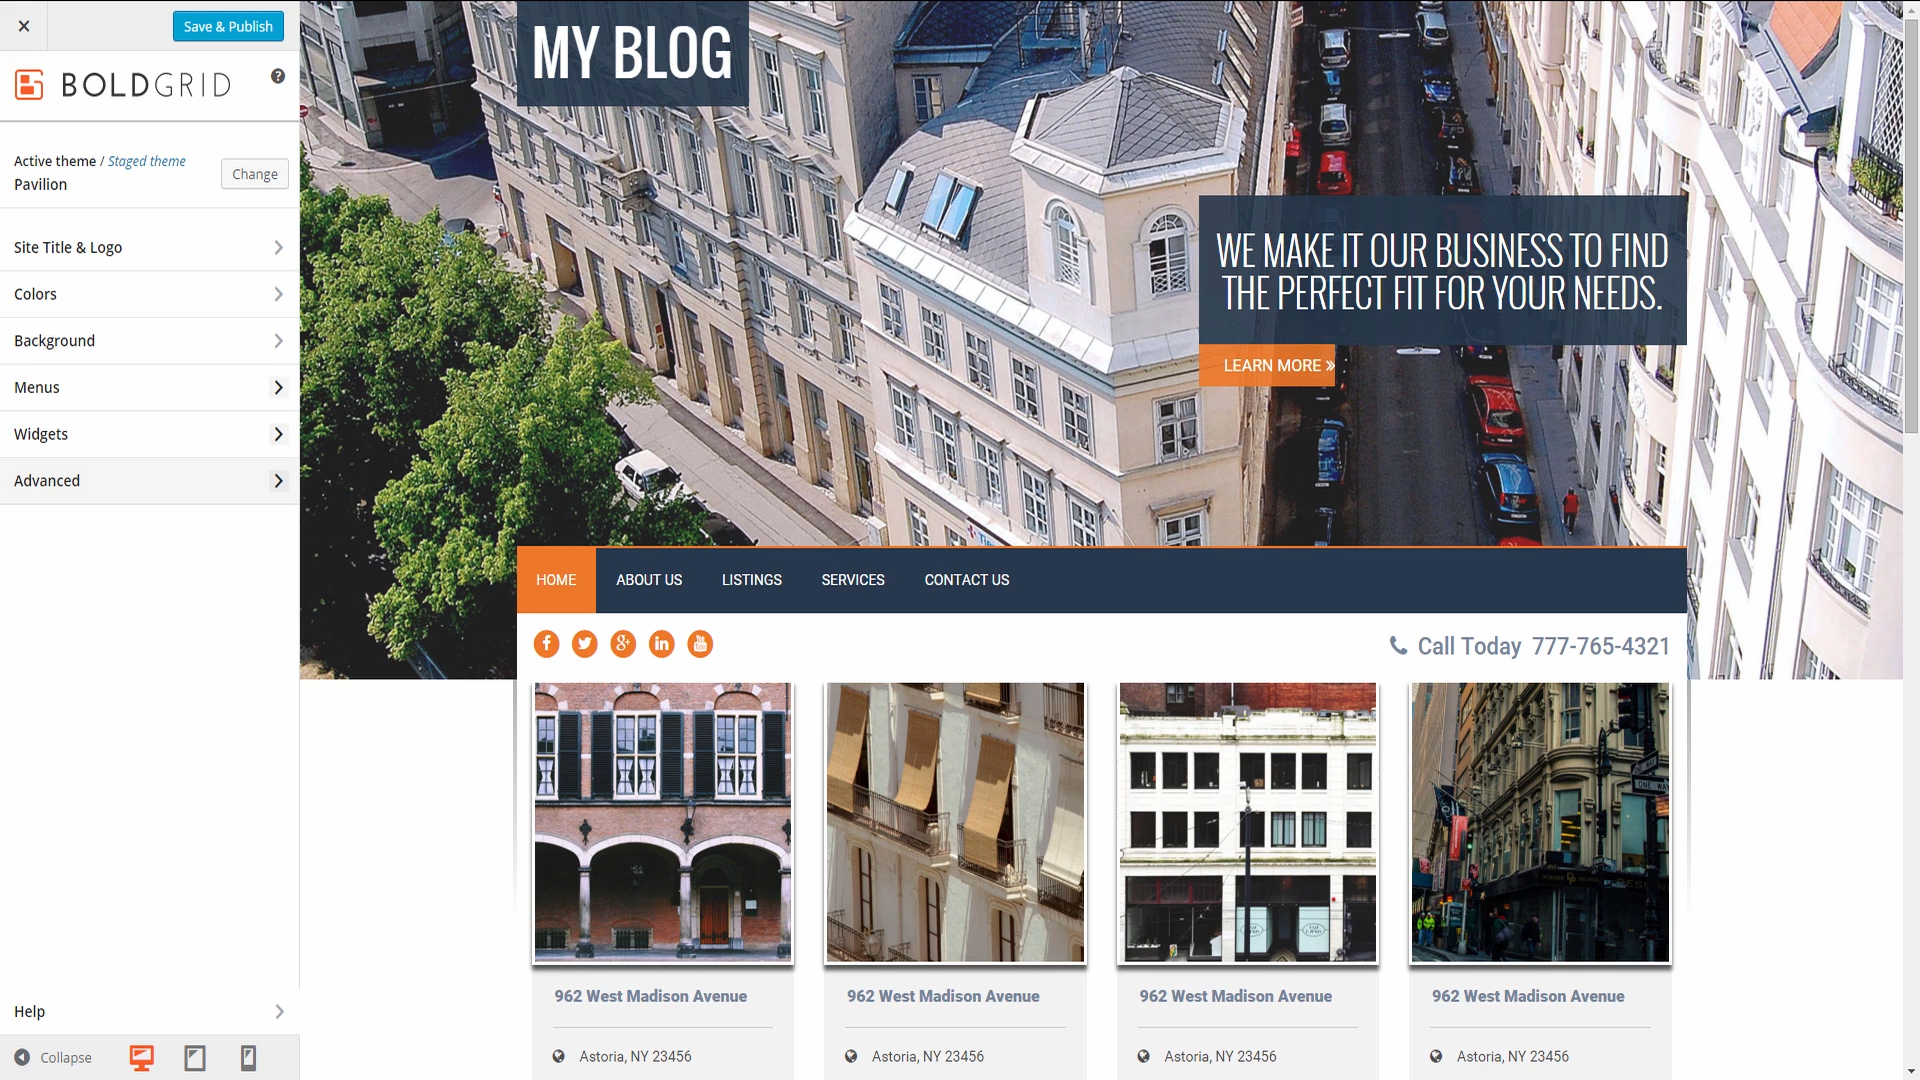 Save & Publish
BOLDGRID
?
Active theme / Staged theme
Pavilion
Change
Site Title & Logo
Colors
Background
Menus
Widgets
Advanced
Help
Collapse
MY BLOG
WE MAKE IT OUR BUSINESS TO FIND
THE PERFECT FIT FOR YOUR NEEDS.
LEARN MORE »
HOME ABOUT US LISTINGS SERVICES CONTACT US
Call Today 777-765-4321
ONE WAY
962 West Madison Avenue 962 West Madison Avenue 962 West Madison Avenue 962 West Madison Avenue
Astoria, NY 23456 Astoria, NY 23456 Astoria, NY 23456 Astoria, NY 23456